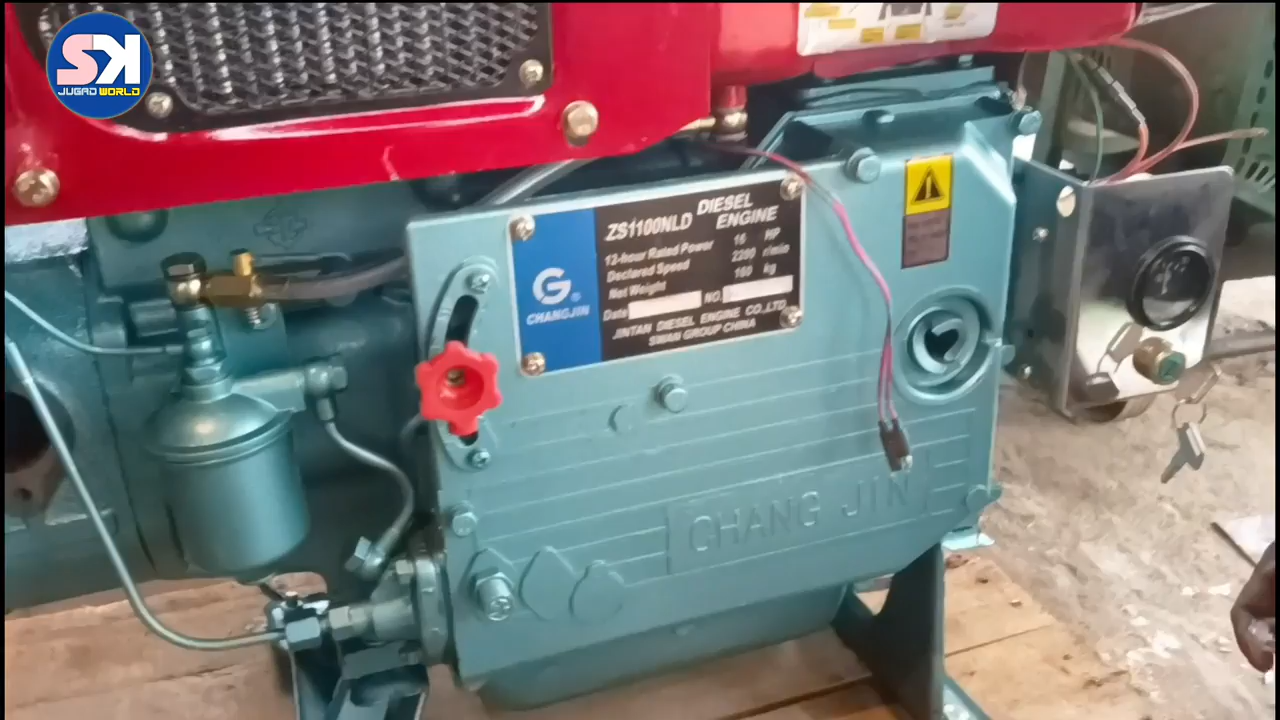 SK
JUGAD WORLD
ZS1100NLD
DIESEL
ENGINE
12-hour Rated Power 16 HP
Declared Speed 2200 r/min
Net Weight 160 kg
Date NO.
JINTAN DIESEL ENGINE CO.,LTD.
SWAN GROUP CHINA
G®
CHANGJIN
CHANG JIN